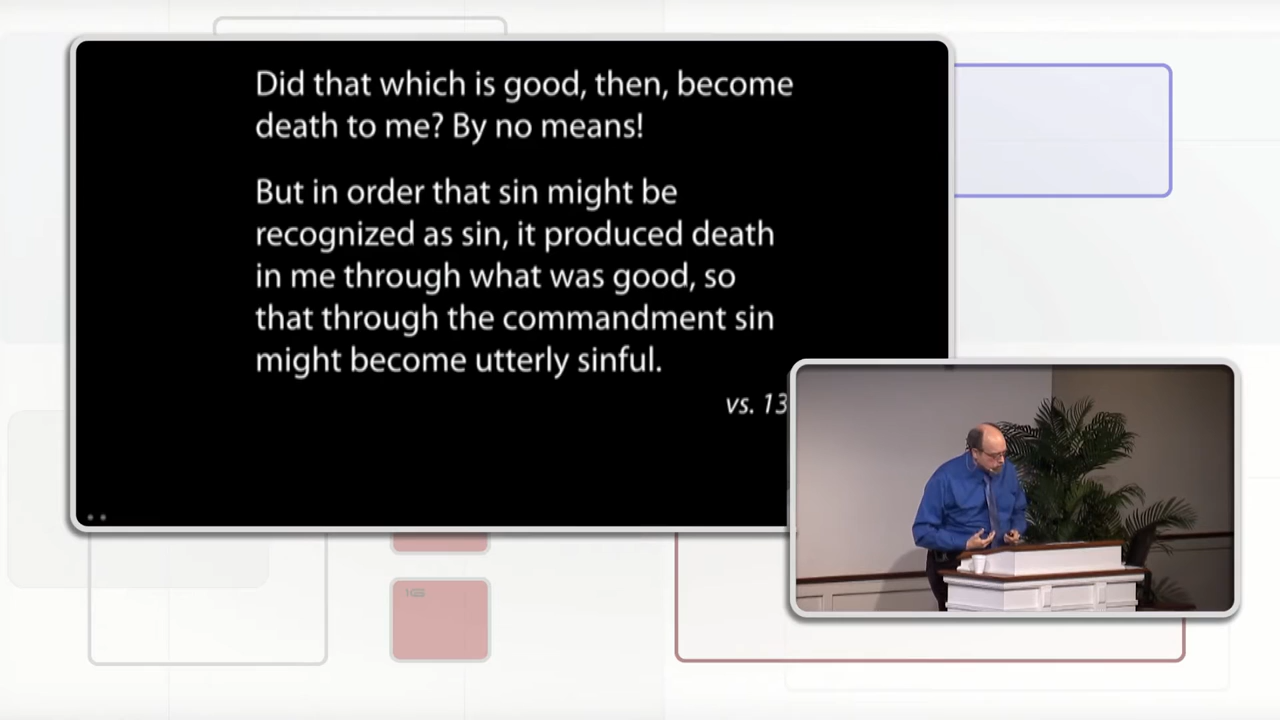 Did that which is good, then, become
death to me? By no means!
But in order that sin might be
recognized as sin, it produced death
in me through what was good, so
that through the commandment sin
might become utterly sinful.
vs. 13